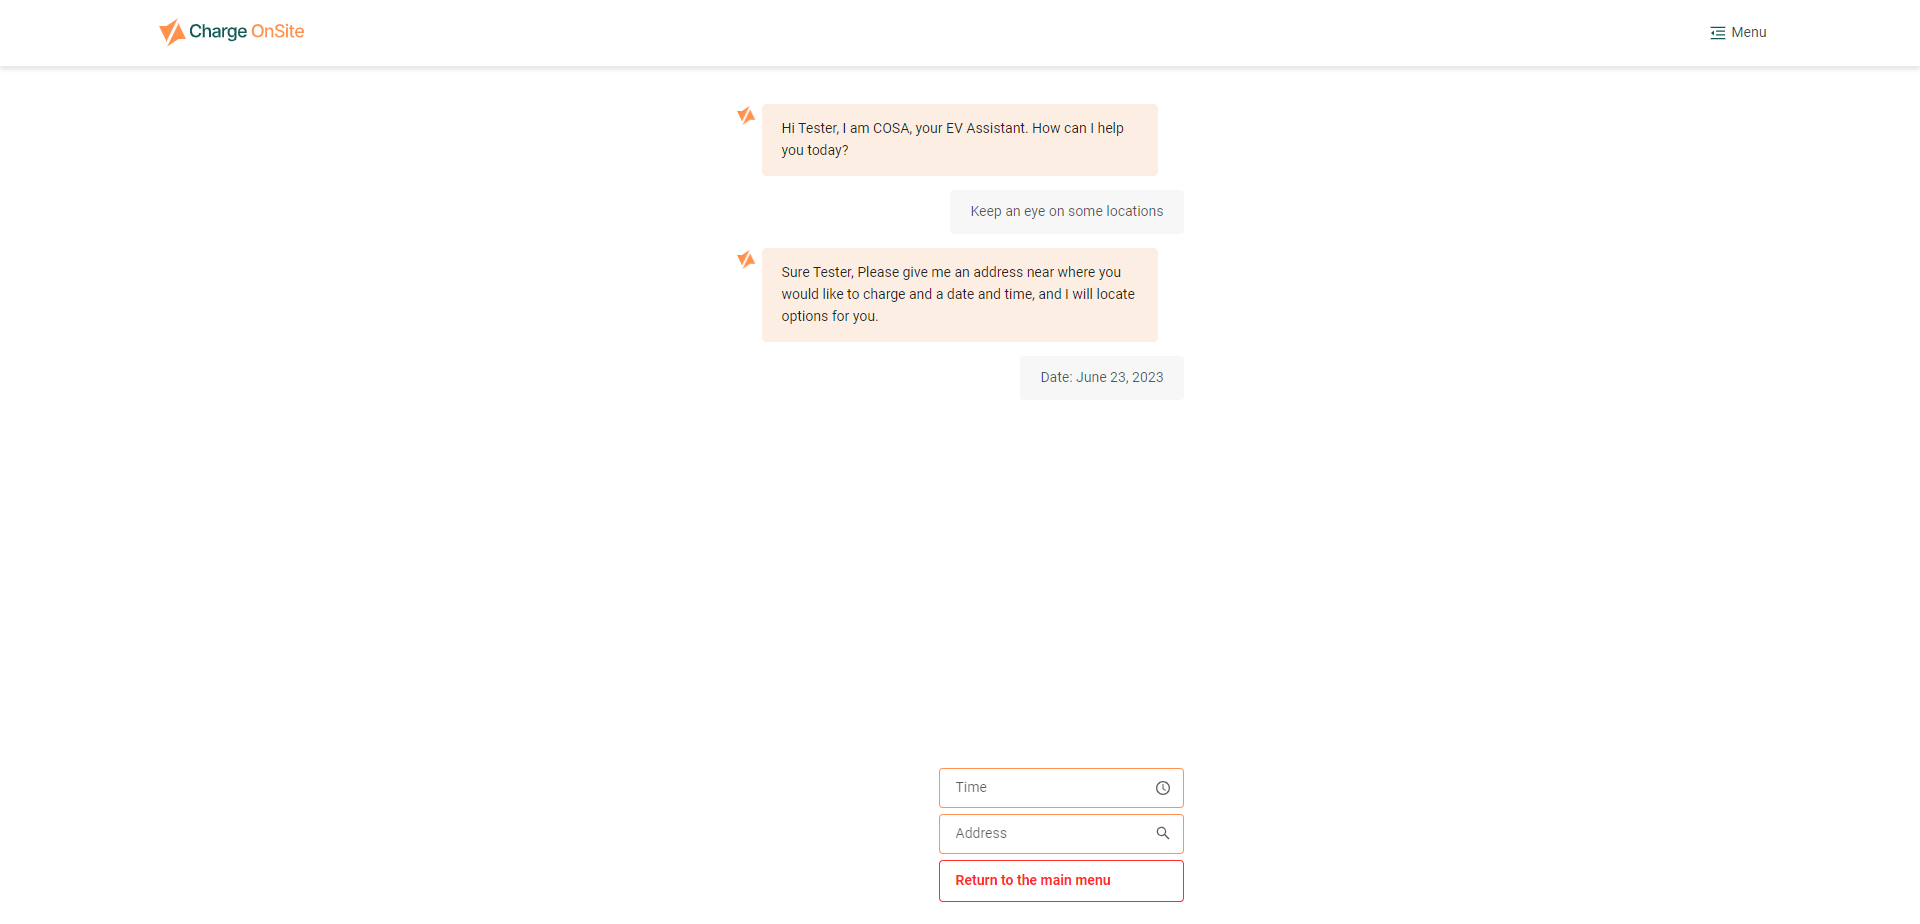 Charge OnSite
Menu
Hi Tester, I am COSA, your EV Assistant. How can I help
you today?
Keep an eye on some locations
Sure Tester, Please give me an address near where you
would like to charge and a date and time, and I will locate
options for you.
Date: June 23, 2023
Time
Address
Return to the main menu